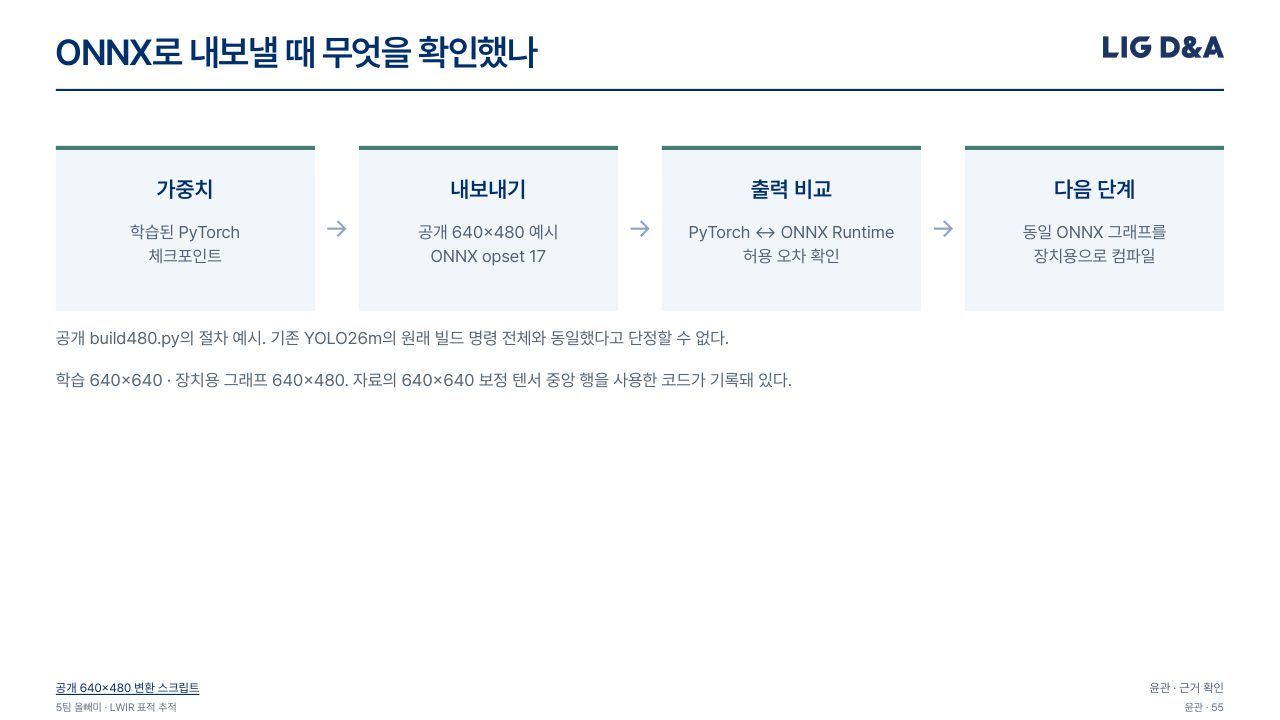 ONNX로 내보낼 때 무엇을 확인했나
LIG D&A
가중치
학습된 PyTorch
체크포인트
→
내보내기
공개 640×480 예시
ONNX opset 17
→
출력 비교
PyTorch ↔ ONNX Runtime
허용 오차 확인
→
다음 단계
동일 ONNX 그래프를
장치용으로 컴파일
공개 build480.py의 절차 예시. 기존 YOLO26m의 원래 빌드 명령 전체와 동일했다고 단정할 수 없다.
학습 640×640 · 장치용 그래프 640×480. 자료의 640×640 보정 텐서 중앙 행을 사용한 코드가 기록돼 있다.
공개 640×480 변환 스크립트
5팀 올빼미 · LWIR 표적 추적
윤관 · 근거 확인
윤관 · 55